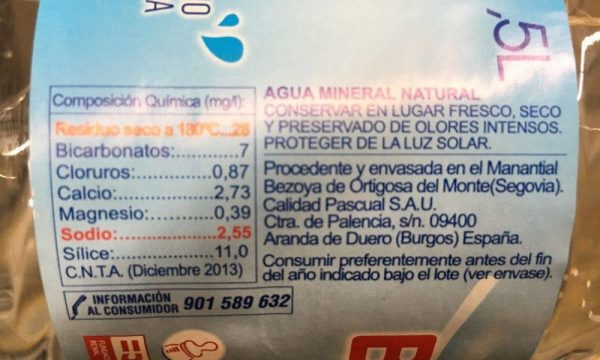 O
A
,5L
Composición Química (mg/l):
Residuo seco a 180ºC...28
Bicarbonatos:............7
Cloruros:.............0,87
Calcio:...............2,73
Magnesio:...........0,39
Sodio:................2,55
Sílice:................11,0
C.N.T.A. (Diciembre 2013)
INFORMACIÓN
AL CONSUMIDOR 901 589 632
AGUA MINERAL NATURAL
CONSERVAR EN LUGAR FRESCO, SECO
Y PRESERVADO DE OLORES INTENSOS.
PROTEGER DE LA LUZ SOLAR.
Procedente y envasada en el Manantial
Bezoya de Ortigosa del Monte(Segovia).
Calidad Pascual S.A.U.
Ctra. de Palencia, s/n. 09400
Aranda de Duero (Burgos) España.
Consumir preferentemente antes del fin
del año indicado bajo el lote (ver envase).